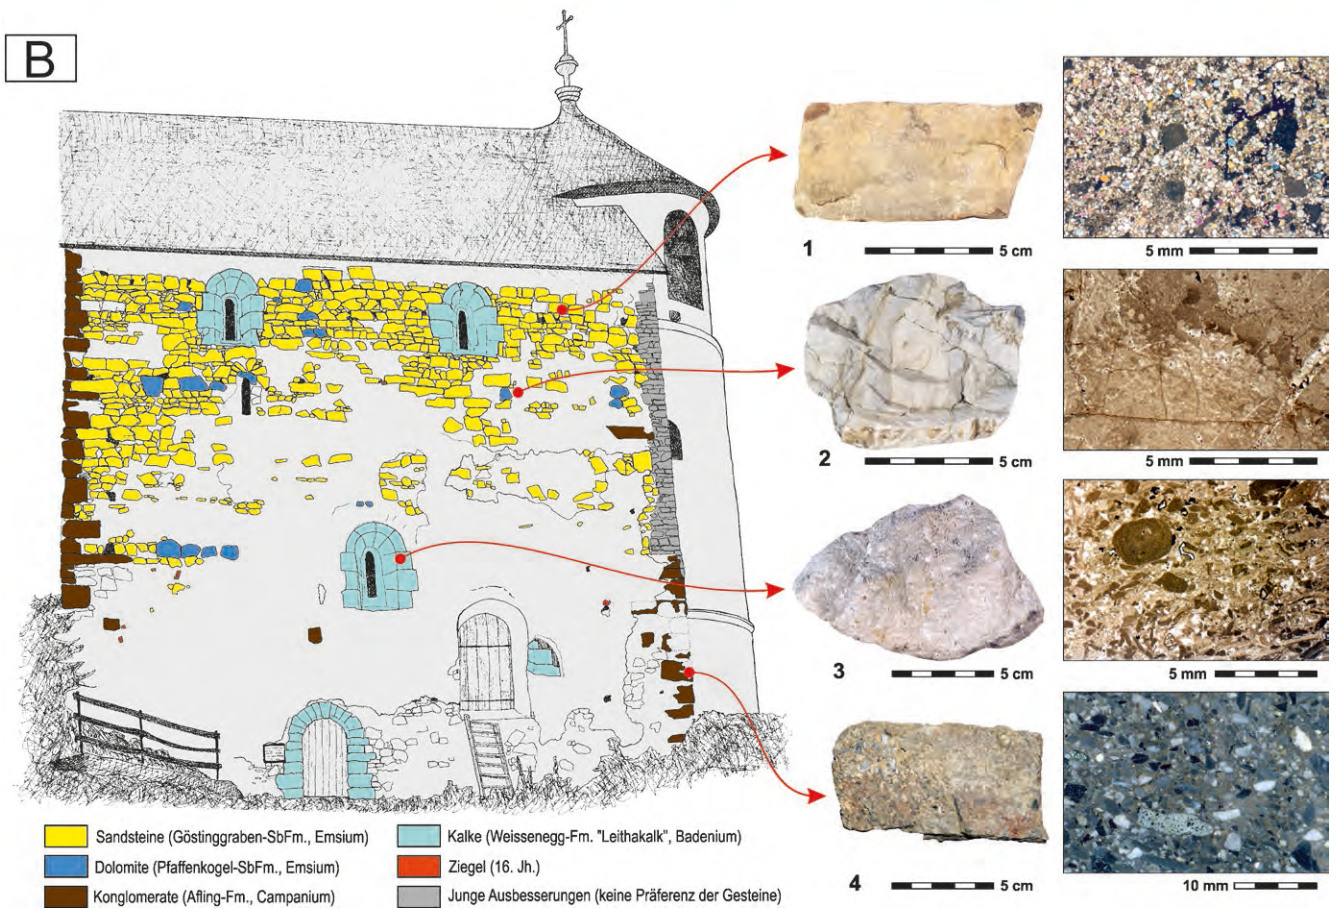 B
1
5 cm
5 mm
2
5 cm
5 mm
3
5 cm
5 mm
4
5 cm
10 mm
Sandsteine (Göstinggraben-SbFm., Emsium)
Dolomite (Pfaffenkogel-SbFm., Emsium)
Konglomerate (Afling-Fm., Campanium)
Kalke (Weissenegg-Fm. "Leithakalk", Badenium)
Ziegel (16. Jh.)
Junge Ausbesserungen (keine Präferenz der Gesteine)